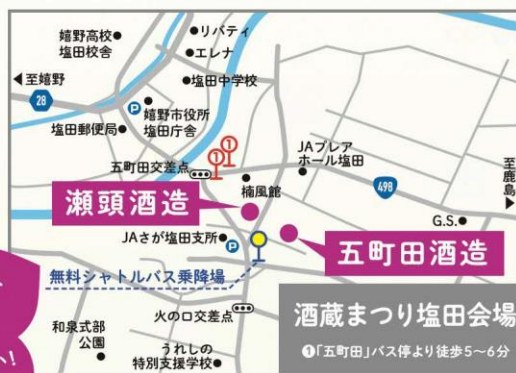 嬉野高校
塩田校舎
リバティ
エレナ
至嬉野
塩田中学校
28
P
嬉野市役所
塩田庁舎
塩田郵便局
①
①
五町田交差点
JAプレア
ホール塩田
至鹿島
楠風館
498
瀬頭酒造
G.S.
JAさが塩田支所
P
五町田酒造
無料シャトルバス乗降場
火の口交差点
酒蔵まつり塩田会場
和泉式部
公園
❶「五町田」バス停より徒歩5〜6分
うれしの
特別支援学校